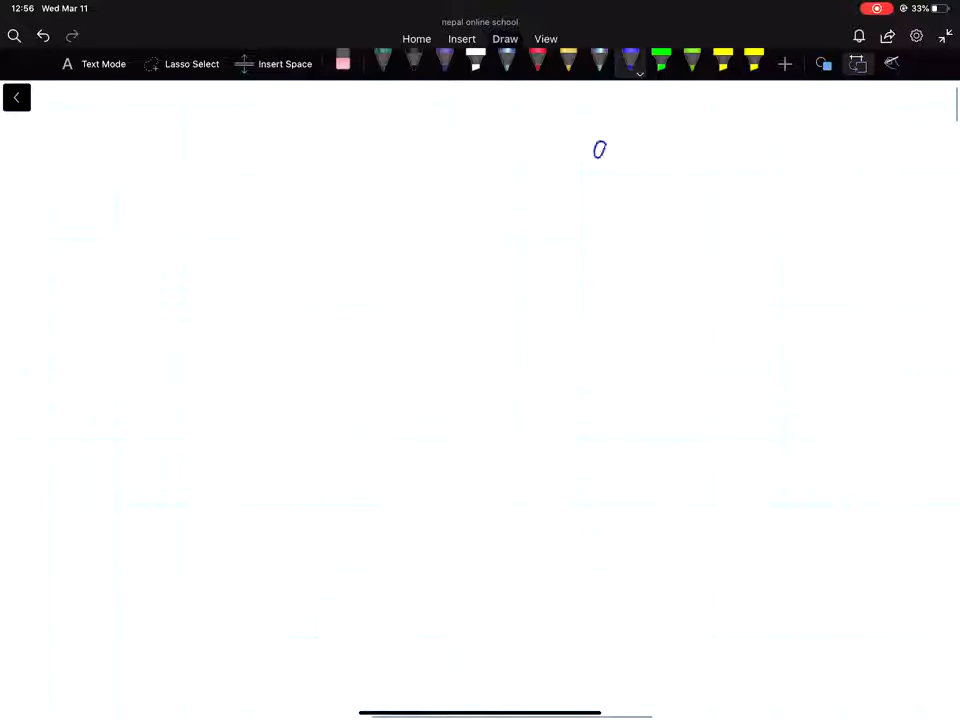 12:56 Wed Mar 11
33%
nepal online school
Home Insert Draw View
A Text Mode Lasso Select Insert Space
0